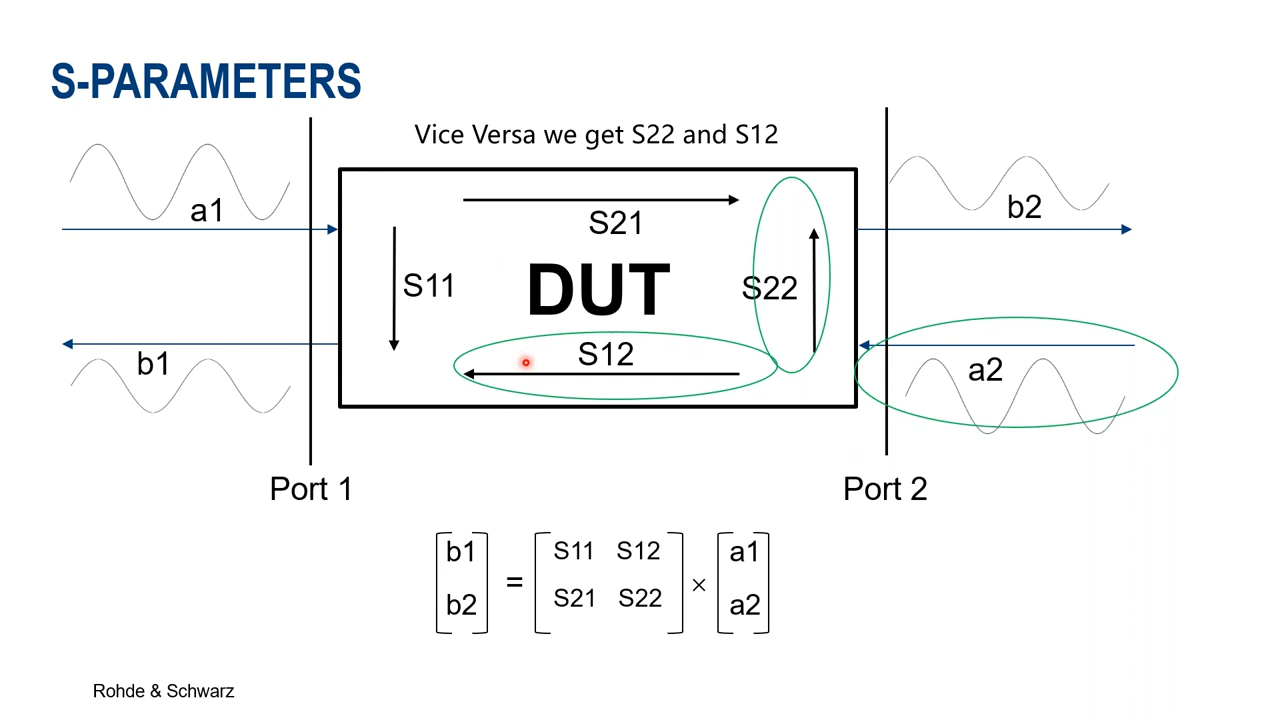 S-PARAMETERS
Vice Versa we get S22 and S12
a1
S21
b2
S11
DUT
S22
b1
S12
a2
Port 1
Port 2
b1 = S11 S12 × a1
b2 S21 S22 a2
Rohde & Schwarz